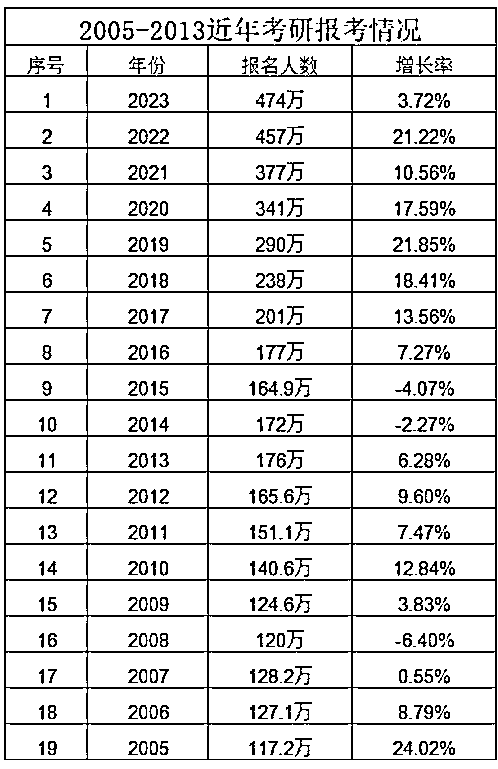 2005-2013近年考研报考情况
序号 年份 报名人数 增长率
1 2023 474万 3.72%
2 2022 457万 21.22%
3 2021 377万 10.56%
4 2020 341万 17.59%
5 2019 290万 21.85%
6 2018 238万 18.41%
7 2017 201万 13.56%
8 2016 177万 7.27%
9 2015 164.9万 -4.07%
10 2014 172万 -2.27%
11 2013 176万 6.28%
12 2012 165.6万 9.60%
13 2011 151.1万 7.47%
14 2010 140.6万 12.84%
15 2009 124.6万 3.83%
16 2008 120万 -6.40%
17 2007 128.2万 0.55%
18 2006 127.1万 8.79%
19 2005 117.2万 24.02%